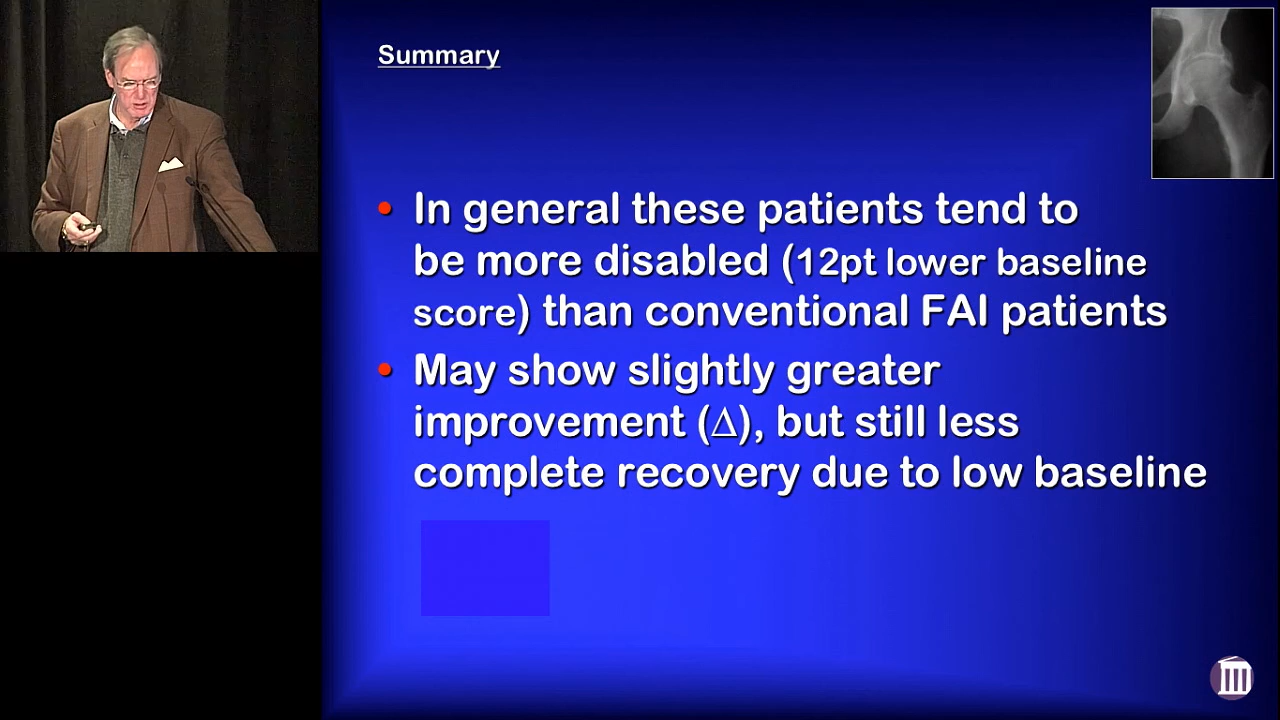 Summary
• In general these patients tend to
be more disabled (12pt lower baseline
score) than conventional FAI patients
• May show slightly greater
improvement (∆), but still less
complete recovery due to low baseline